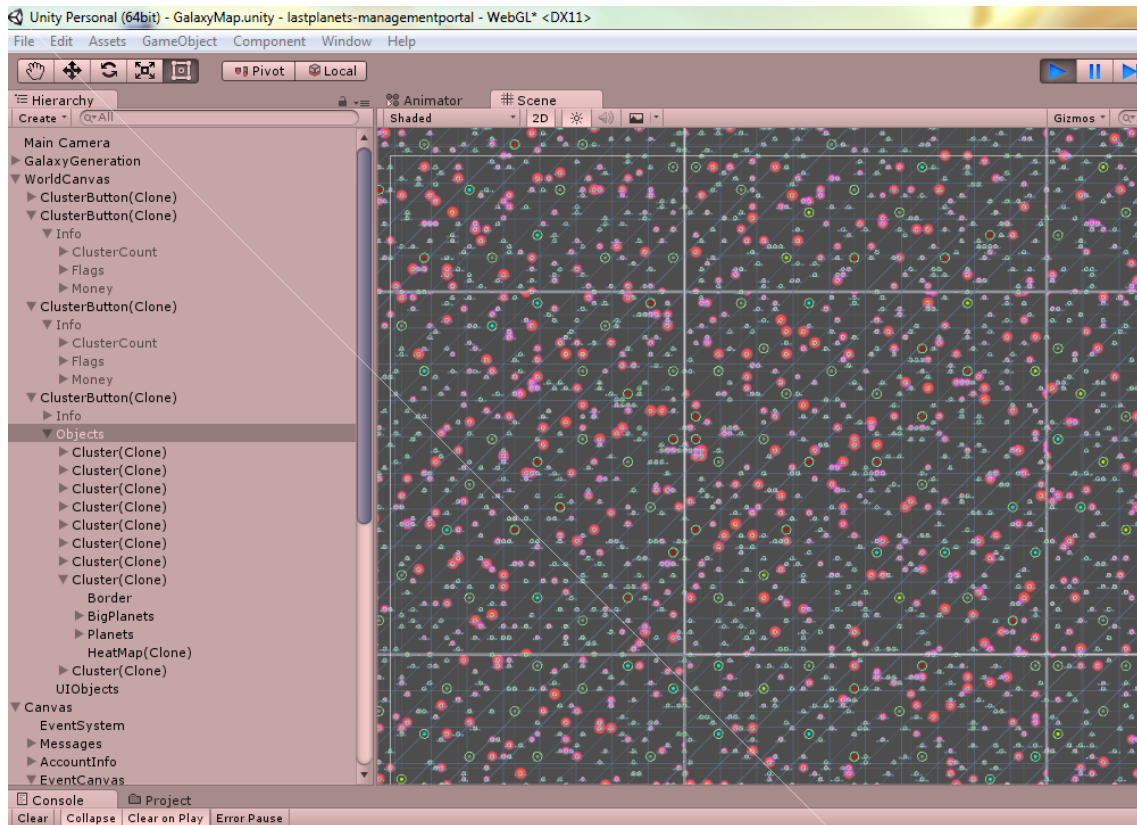 Unity Personal (64bit) - GalaxyMap.unity - lastplanets-managementportal - WebGL* <DX11>
File Edit Assets GameObject Component Window Help
Pivot Local
Hierarchy
Animator Scene
Create All
Shaded 2D Gizmos
Main Camera
GalaxyGeneration
WorldCanvas
ClusterButton(Clone)
ClusterButton(Clone)
Info
ClusterCount
Flags
Money
ClusterButton(Clone)
Info
ClusterCount
Flags
Money
ClusterButton(Clone)
Info
Objects
Cluster(Clone)
Cluster(Clone)
Cluster(Clone)
Cluster(Clone)
Cluster(Clone)
Cluster(Clone)
Cluster(Clone)
Cluster(Clone)
Border
BigPlanets
Planets
HeatMap(Clone)
Cluster(Clone)
UIObjects
Canvas
EventSystem
Messages
AccountInfo
EventCanvas
Console Project
Clear Collapse Clear on Play Error Pause